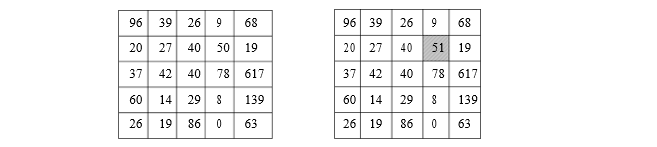 96 39 26 9 68 96 39 26 9 68
20 27 40 50 19 20 27 40 51 19
37 42 40 78 617 37 42 40 78 617
60 14 29 8 139 60 14 29 8 139
26 19 86 0 63 26 19 86 0 63